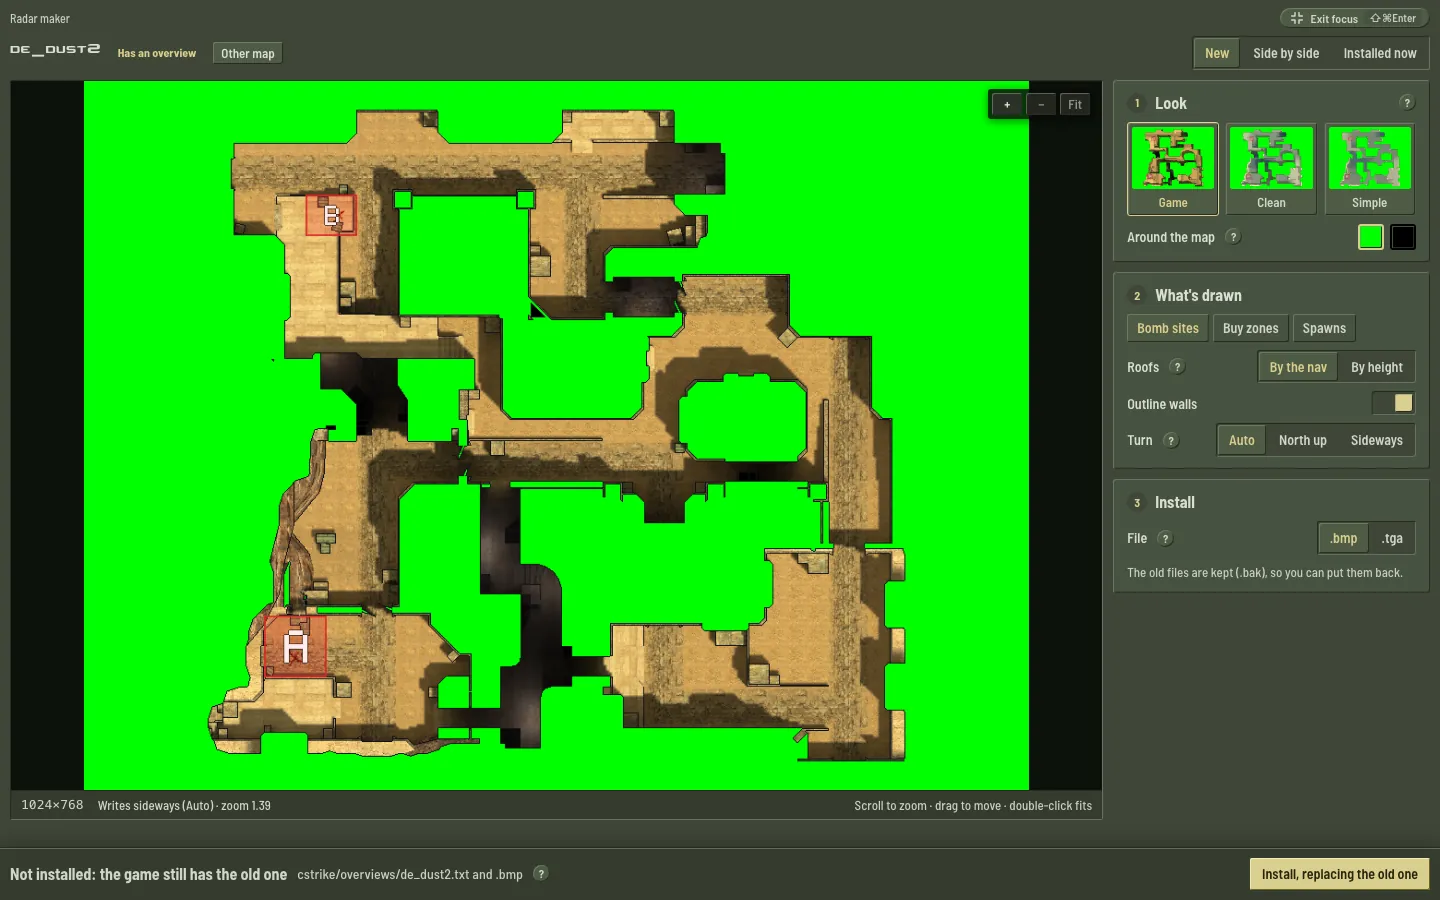 Radar maker
Exit focus ⇧⌘Enter
DE_DUST2 Has an overview Other map
New Side by side Installed now
+ − Fit
1 Look ?
Game Clean Simple
Around the map ?
2 What's drawn
Bomb sites Buy zones Spawns
Roofs ? By the nav By height
Outline walls
Turn ? Auto North up Sideways
3 Install
File ? .bmp .tga
The old files are kept (.bak), so you can put them back.
B
A
1024×768 Writes sideways (Auto) · zoom 1.39
Scroll to zoom · drag to move · double-click fits
Not installed: the game still has the old one cstrike/overviews/de_dust2.txt and .bmp ?
Install, replacing the old one